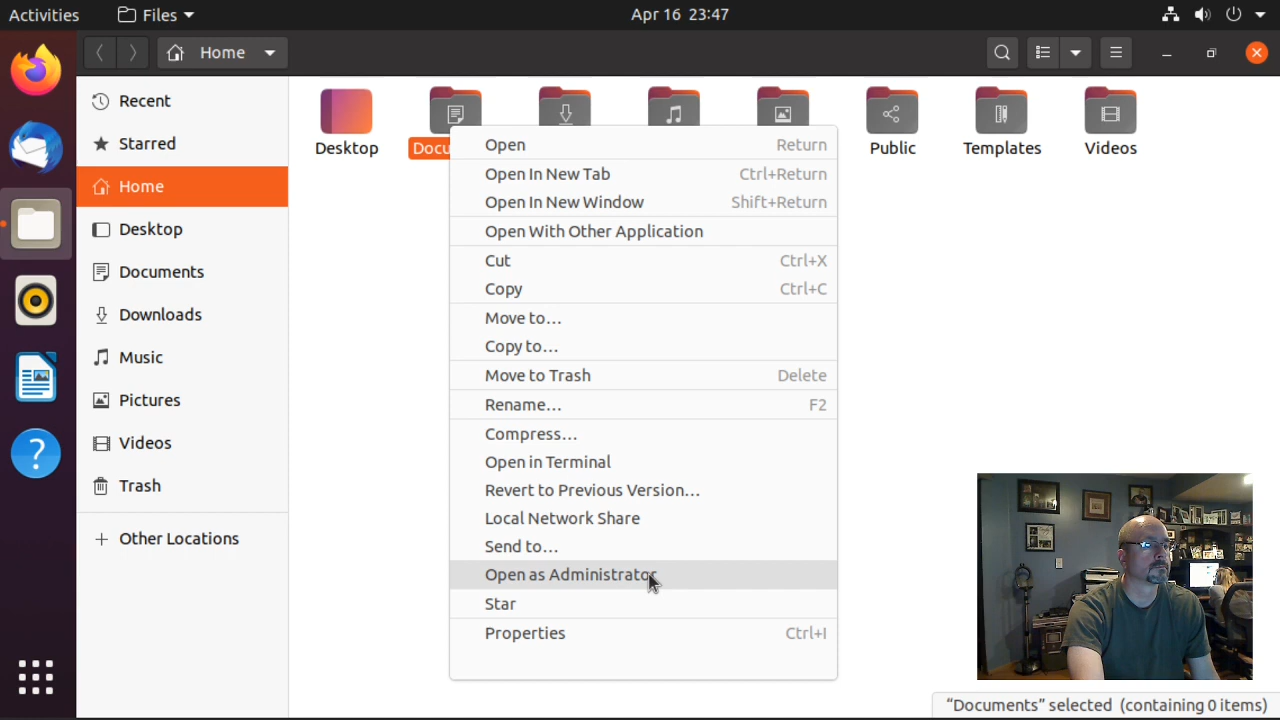 Activities Files Apr 16 23:47
Home
Recent
Starred
Home
Desktop
Documents
Downloads
Music
Pictures
Videos
Trash
+ Other Locations
Desktop
Docu
Public
Templates
Videos
Open Return
Open In New Tab Ctrl+Return
Open In New Window Shift+Return
Open With Other Application
Cut Ctrl+X
Copy Ctrl+C
Move to…
Copy to…
Move to Trash Delete
Rename… F2
Compress…
Open in Terminal
Revert to Previous Version…
Local Network Share
Send to…
Open as Administrator
Star
Properties Ctrl+I
"Documents" selected (containing 0 items)